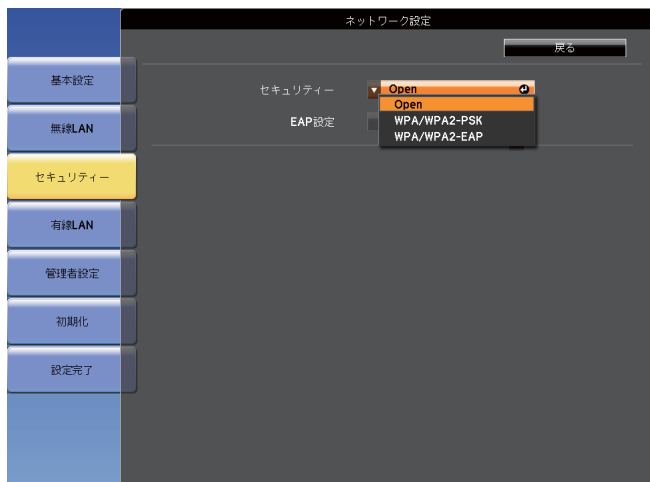 ネットワーク設定
戻る
基本設定
無線LAN
セキュリティー
有線LAN
管理者設定
初期化
設定完了
セキュリティー
Open
Open
WPA/WPA2-PSK
WPA/WPA2-EAP
EAP設定